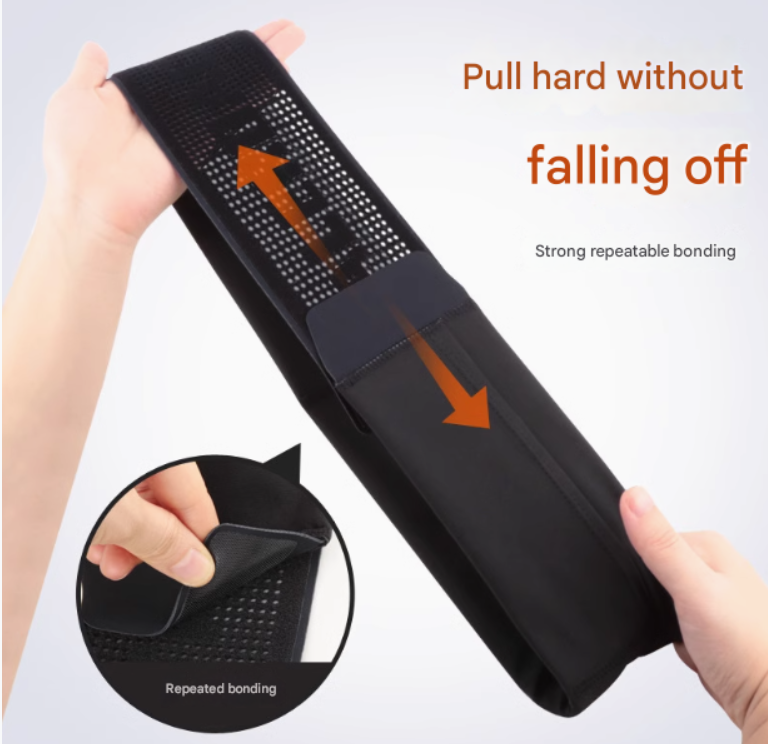 Pull hard without
falling off
Strong repeatable bonding
Repeated bonding